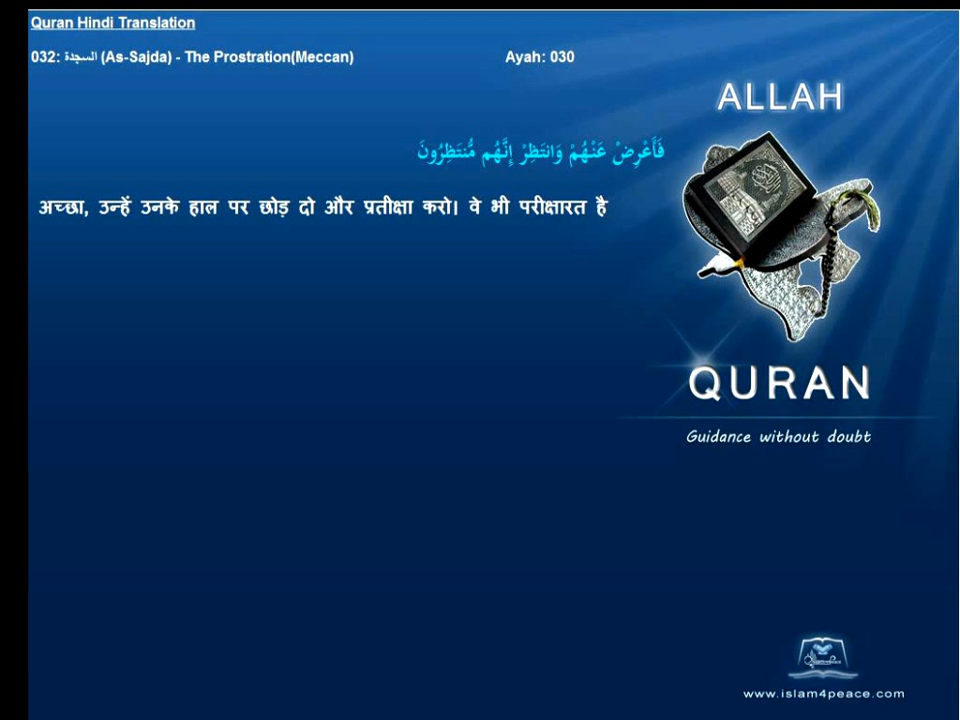 Quran Hindi Translation
032: السجدة (As-Sajda) - The Prostration(Meccan) Ayah: 030
ALLAH
فَأَعْرِضْ عَنْهُمْ وَانتَظِرْ إِنَّهُم مُّنتَظِرُونَ
अच्छा, उन्हें उनके हाल पर छोड़ दो और प्रतीक्षा करो। वे भी परीक्षारत है
QURAN
Guidance without doubt
www.islam4peace.com